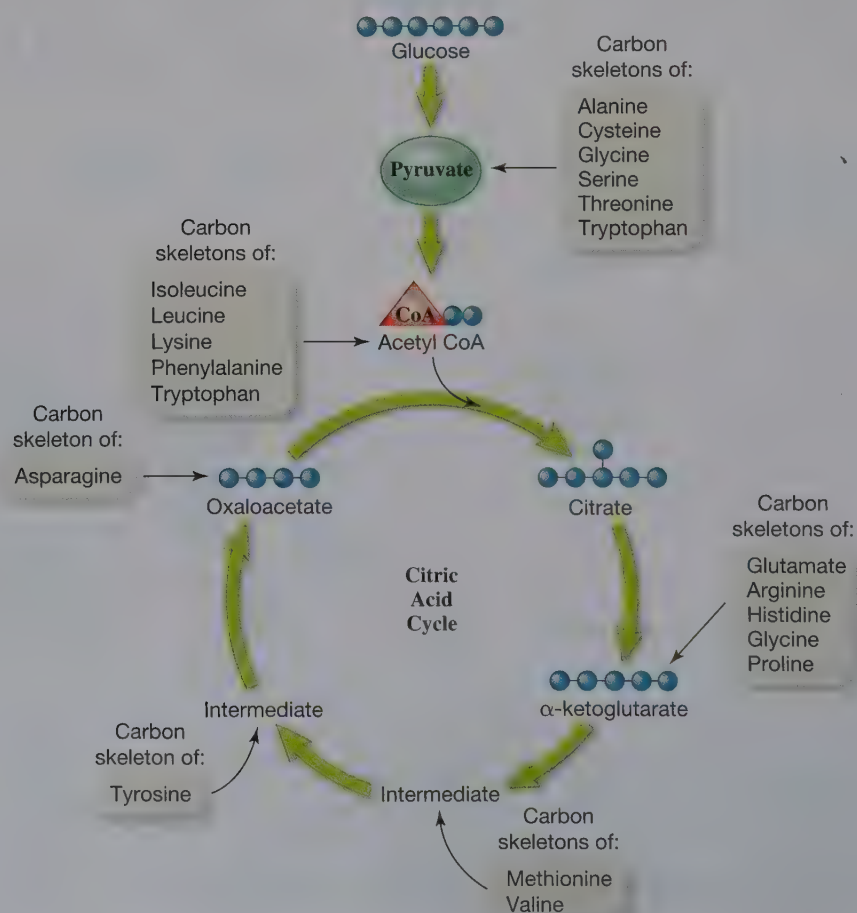 Glucose
Carbon
skeletons of:
Alanine
Cysteine
Glycine
Serine
Threonine
Tryptophan
Pyruvate
Carbon
skeletons of:
Isoleucine
Leucine
Lysine
Phenylalanine
Tryptophan
CoA
Acetyl CoA
Carbon
skeleton of:
Asparagine
Oxaloacetate
Citrate
Carbon
skeletons of:
Glutamate
Arginine
Histidine
Glycine
Proline
Citric
Acid
Cycle
α-ketoglutarate
Intermediate
Carbon
skeleton of:
Tyrosine
Intermediate
Carbon
skeletons of:
Methionine
Valine